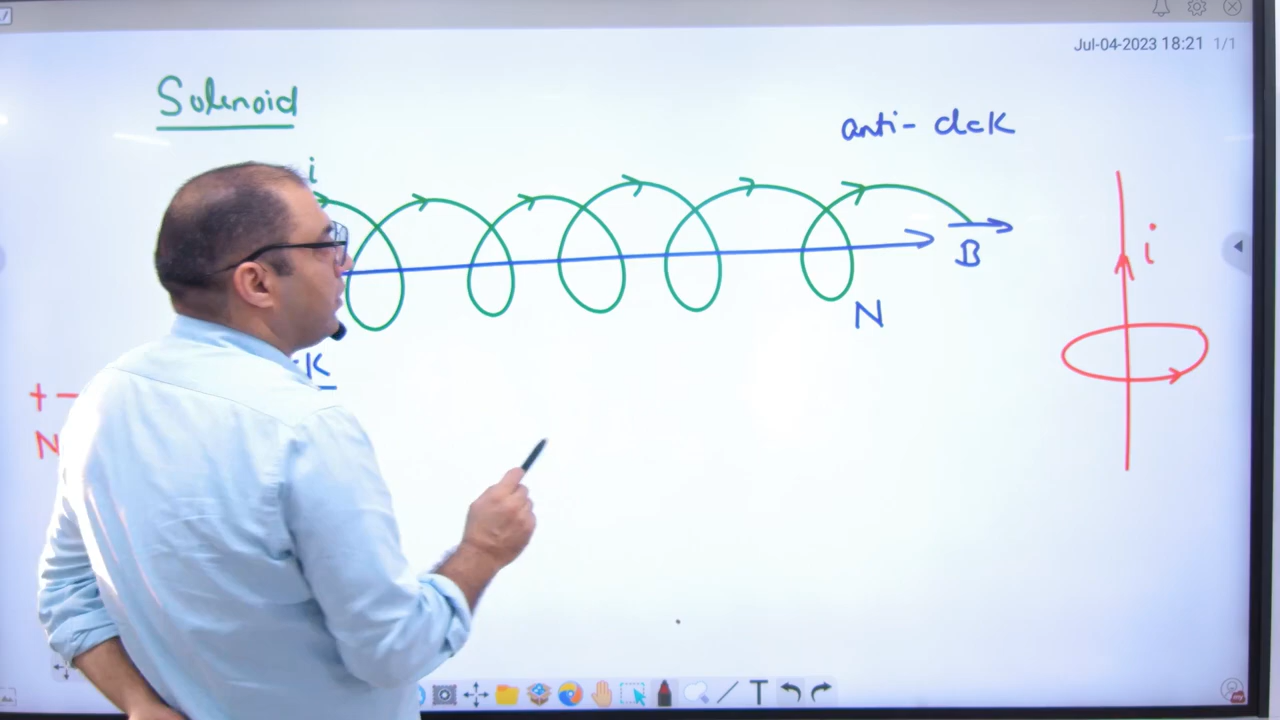 Jul-04-2023 18:21 1/1
Solenoid
anti-clck
i
i
B
N
K
+ -
N
T